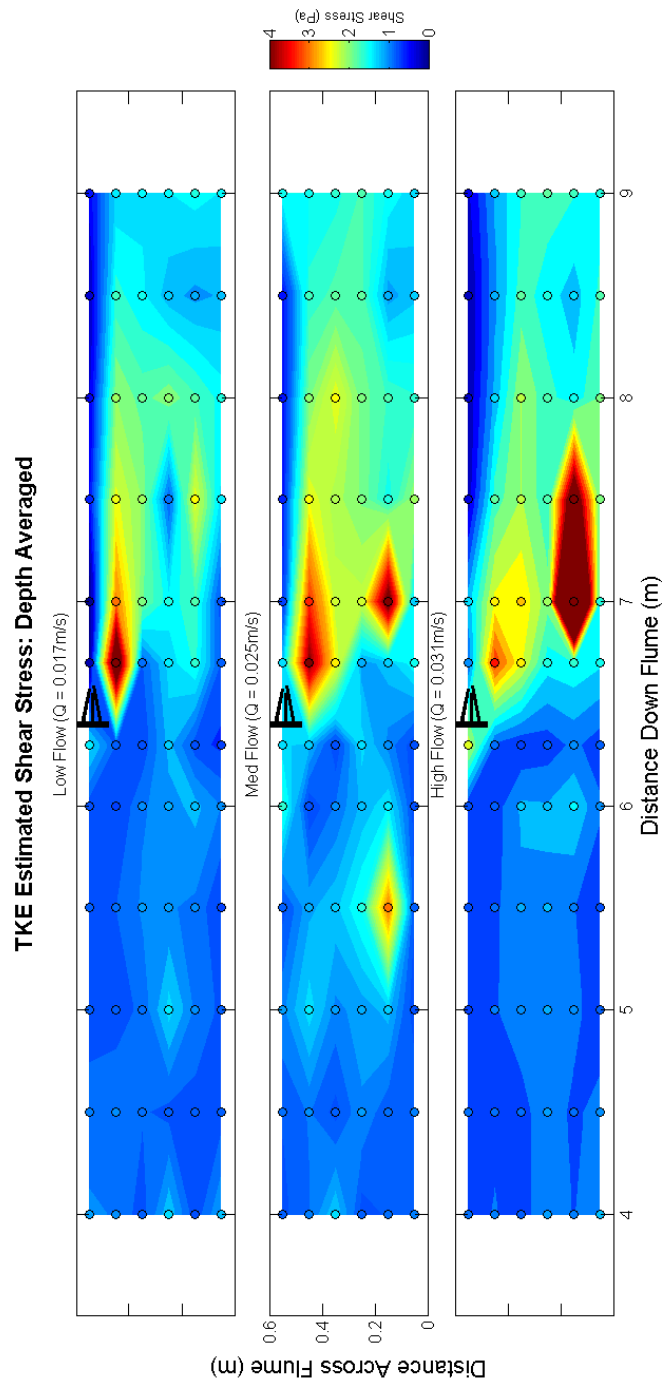 TKE Estimated Shear Stress: Depth Averaged
Low Flow (Q = 0.017m/s)
Med Flow (Q = 0.025m/s)
High Flow (Q = 0.031m/s)
Distance Across Flume (m)
0.6
0.4
0.2
0
4
5
6
7
8
9
Distance Down Flume (m)
Shear Stress (Pa)
4
3
2
1
0